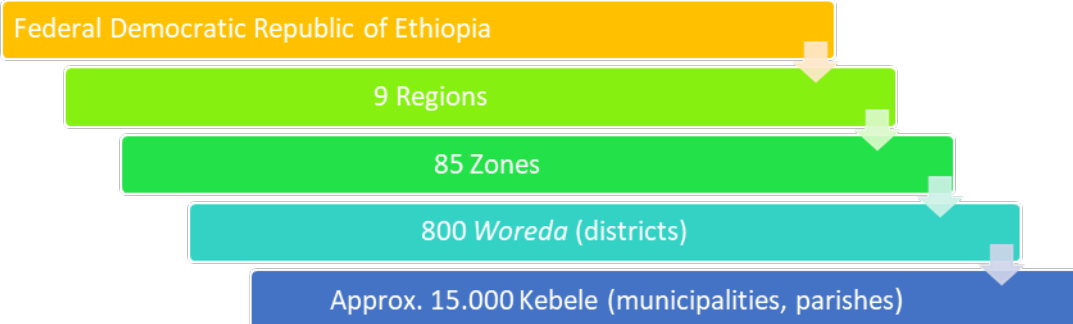 Federal Democratic Republic of Ethiopia
9 Regions
85 Zones
800 Woreda (districts)
Approx. 15.000 Kebele (municipalities, parishes)